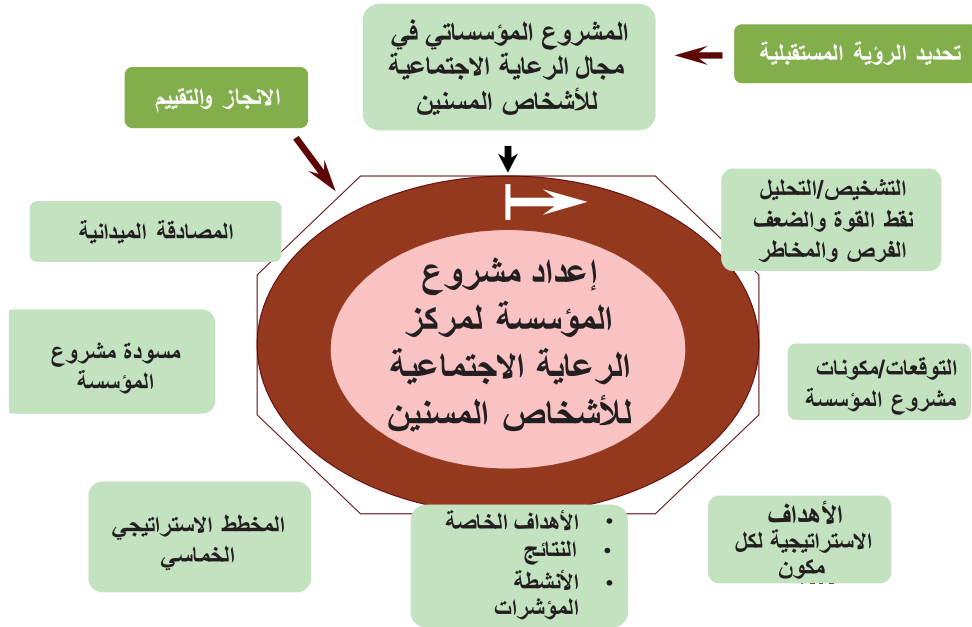 المشروع المؤسساتي في
مجال الرعاية الاجتماعية
للأشخاص المسنين
تحديد الرؤية المستقبلية
الانجاز والتقييم
التشخيص/التحليل
نقط القوة والضعف
الفرص والمخاطر
المصادقة الميدانية
إعداد مشروع
المؤسسة لمركز
الرعاية الاجتماعية
للأشخاص المسنين
التوقعات/مكونات
مشروع المؤسسة
مسودة مشروع
المؤسسة
الأهداف
الاستراتيجية لكل
مكون
• الأهداف الخاصة
• النتائج
• الأنشطة
المؤشرات
المخطط الاستراتيجي
الخماسي